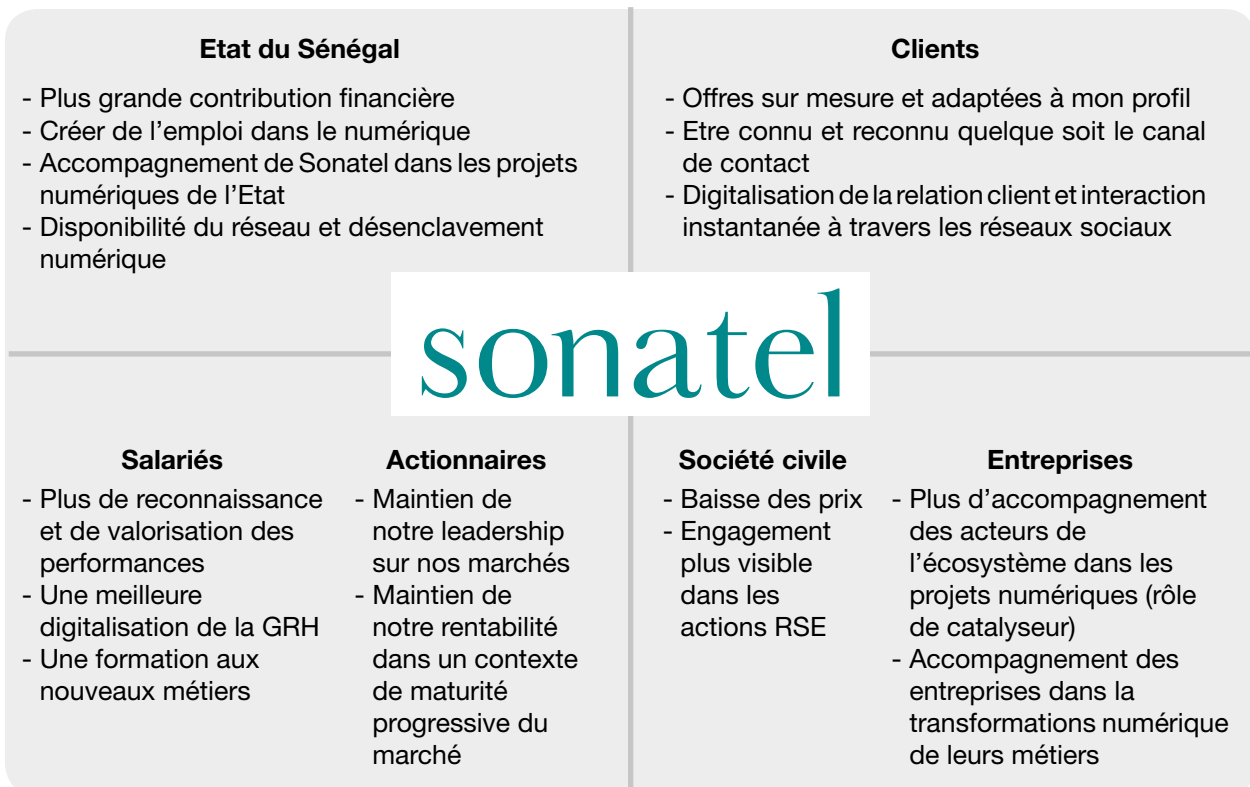 Etat du Sénégal
- Plus grande contribution financière
- Créer de l'emploi dans le numérique
- Accompagnement de Sonatel dans les projets
numériques de l'Etat
- Disponibilité du réseau et désenclavement
numérique
Clients
- Offres sur mesure et adaptées à mon profil
- Etre connu et reconnu quelque soit le canal
de contact
- Digitalisation de la relation client et interaction
instantanée à travers les réseaux sociaux
sonatel
Salariés
- Plus de reconnaissance
et de valorisation des
performances
- Une meilleure
digitalisation de la GRH
- Une formation aux
nouveaux métiers
Actionnaires
- Maintien de
notre leadership
sur nos marchés
- Maintien de
notre rentabilité
dans un contexte
de maturité
progressive du
marché
Société civile
- Baisse des prix
- Engagement
plus visible
dans les
actions RSE
Entreprises
- Plus d'accompagnement
des acteurs de
l'écosystème dans les
projets numériques (rôle
de catalyseur)
- Accompagnement des
entreprises dans la
transformations numérique
de leurs métiers